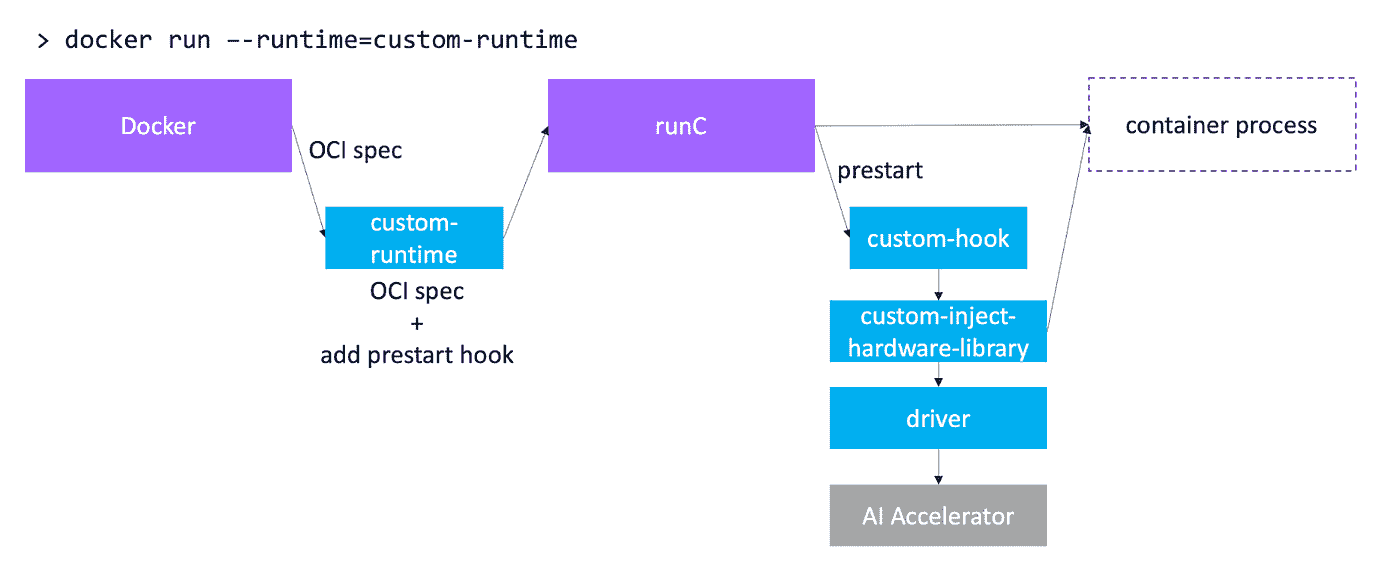 > docker run –-runtime=custom-runtime
Docker
runC
container process
OCI spec
prestart
custom-
runtime
custom-hook
OCI spec
+
add prestart hook
custom-inject-
hardware-library
driver
AI Accelerator